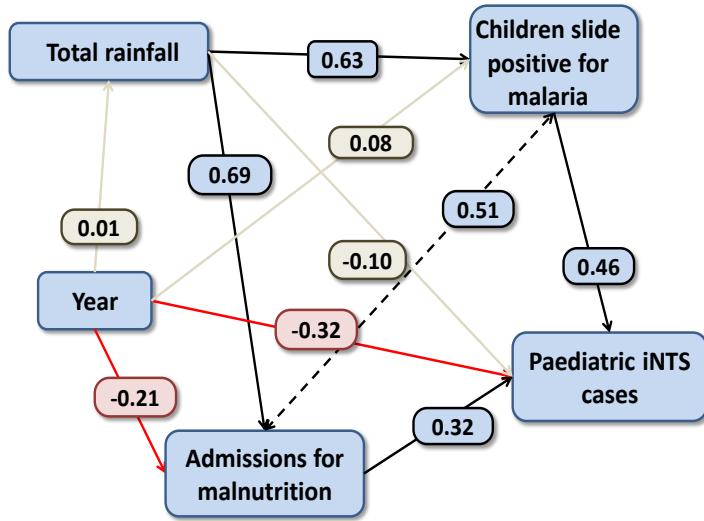 Total rainfall
Children slide
positive for
malaria
0.63
0.08
0.69
0.51
0.01
-0.10
Year
0.46
-0.32
Paediatric iNTS
cases
-0.21
0.32
Admissions for
malnutrition